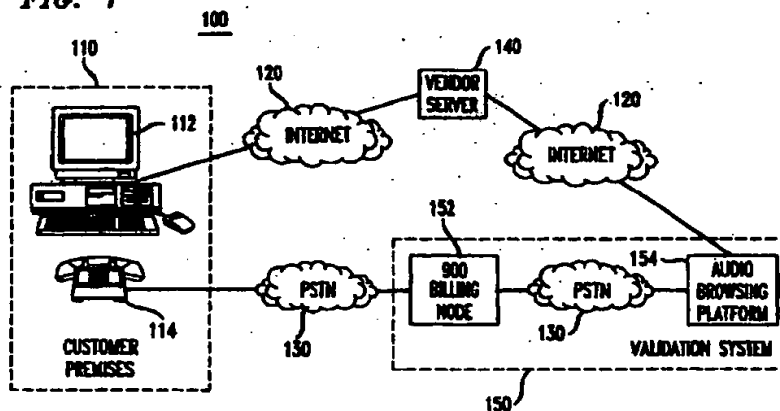 FIG. 1
100
110
112
120
INTERNET
140
VENDOR
SERVER
120
INTERNET
114
CUSTOMER
PREMISES
PSTN
130
152
900
BILLING
NODE
PSTN
130
154
AUDIO
BROWSING
PLATFORM
VALIDATION SYSTEM
150